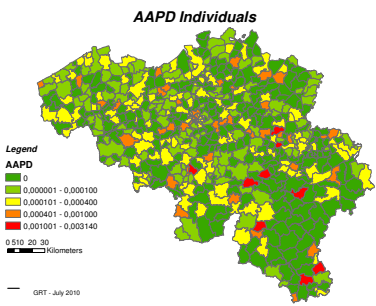 AAPD Individuals
Legend
AAPD
0
0,000001 - 0,000100
0,000101 - 0,000400
0,000401 - 0,001000
0,001001 - 0,003140
0 510 20 30
Kilometers
GRT - July 2010